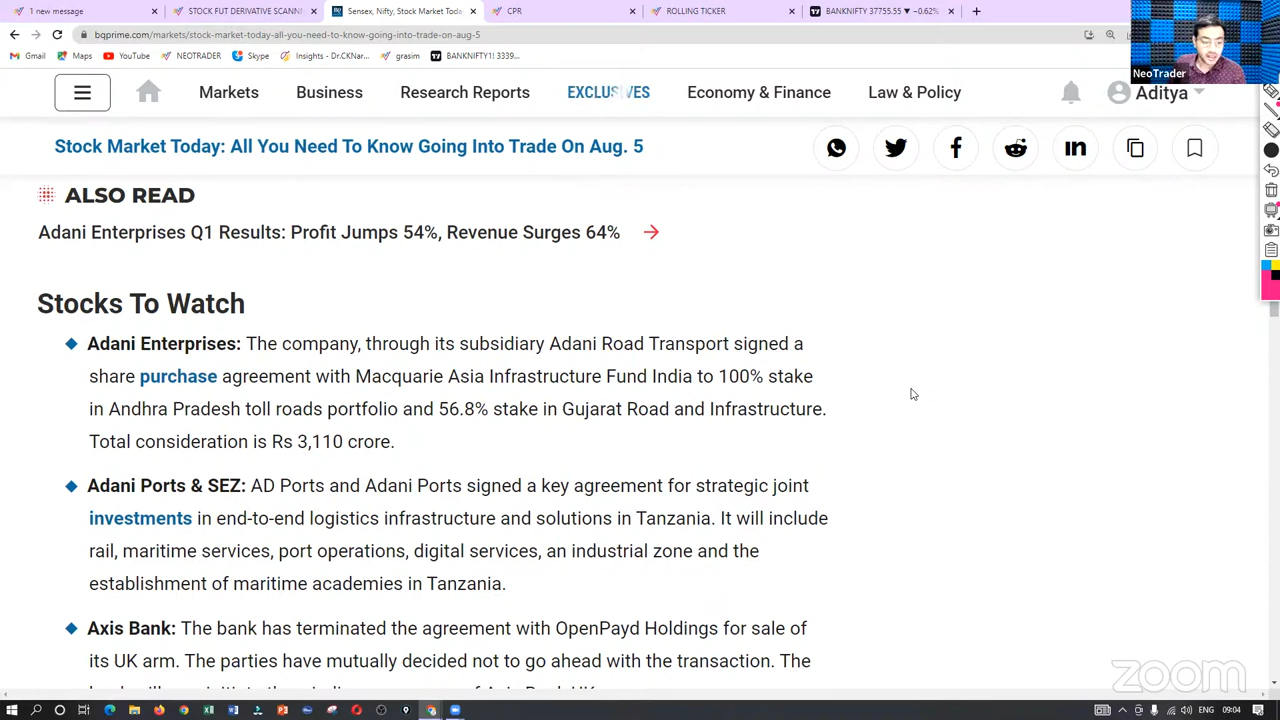 1 new message
STOCK FUT DERIVATIVE SCANN
Sensex, Nifty, Stock Market Toda
CPR
ROLLING TICKER
BANKNIFTY 37755.55 ▼ −0.62%
bqprime.com/markets/stock-market-today-all-you-need-to-know-going-into-trade-on-aug-5
Gmail
Maps
YouTube
NEOTRADER
Skype
Insights - Dr.CKNar...
grasim
BANKNIFTY1!
NeoTrader
Markets
Business
Research Reports
EXCLUSIVES
Economy & Finance
Law & Policy
Aditya
Stock Market Today: All You Need To Know Going Into Trade On Aug. 5
ALSO READ
Adani Enterprises Q1 Results: Profit Jumps 54%, Revenue Surges 64%
Stocks To Watch
Adani Enterprises: The company, through its subsidiary Adani Road Transport signed a
share purchase agreement with Macquarie Asia Infrastructure Fund India to 100% stake
in Andhra Pradesh toll roads portfolio and 56.8% stake in Gujarat Road and Infrastructure.
Total consideration is Rs 3,110 crore.
Adani Ports & SEZ: AD Ports and Adani Ports signed a key agreement for strategic joint
investments in end-to-end logistics infrastructure and solutions in Tanzania. It will include
rail, maritime services, port operations, digital services, an industrial zone and the
establishment of maritime academies in Tanzania.
Axis Bank: The bank has terminated the agreement with OpenPayd Holdings for sale of
its UK arm. The parties have mutually decided not to go ahead with the transaction. The
zoom
ENG
09:04